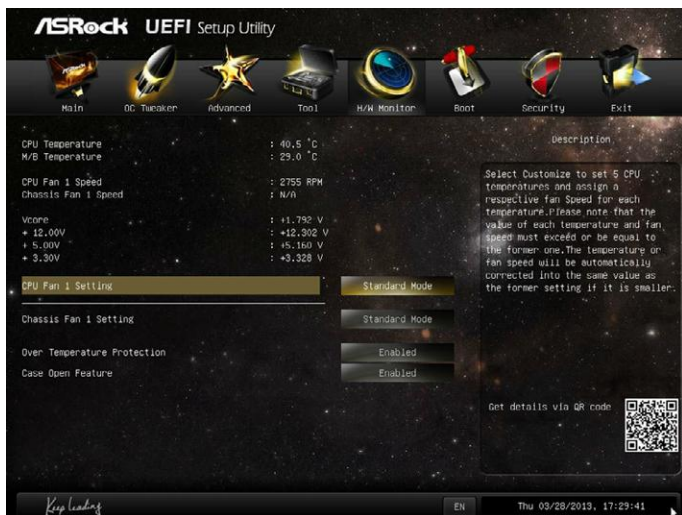 ASRock UEFI Setup Utility
Main OC Tweaker Advanced Tool H/W Monitor Boot Security Exit
CPU Temperature : 40.5 °C
M/B Temperature : 29.0 °C
CPU Fan 1 Speed : 2755 RPM
Chassis Fan 1 Speed : N/A
Vcore : +1.792 V
+ 12.00V : +12.302 V
+ 5.00V : +5.160 V
+ 3.30V : +3.328 V
CPU Fan 1 Setting Standard Mode
Chassis Fan 1 Setting Standard Mode
Over Temperature Protection Enabled
Case Open Feature Enabled
Description
Select Customize to set 5 CPU
temperatures and assign a
respective fan Speed for each
temperature.Please note that the
value of each temperature and fan
speed must exceed or be equal to
the former one.The temperature or
fan speed will be automatically
corrected into the same value as
the former setting if it is smaller.
Get details via QR code
Keep leading
EN Thu 03/28/2013, 17:29:41